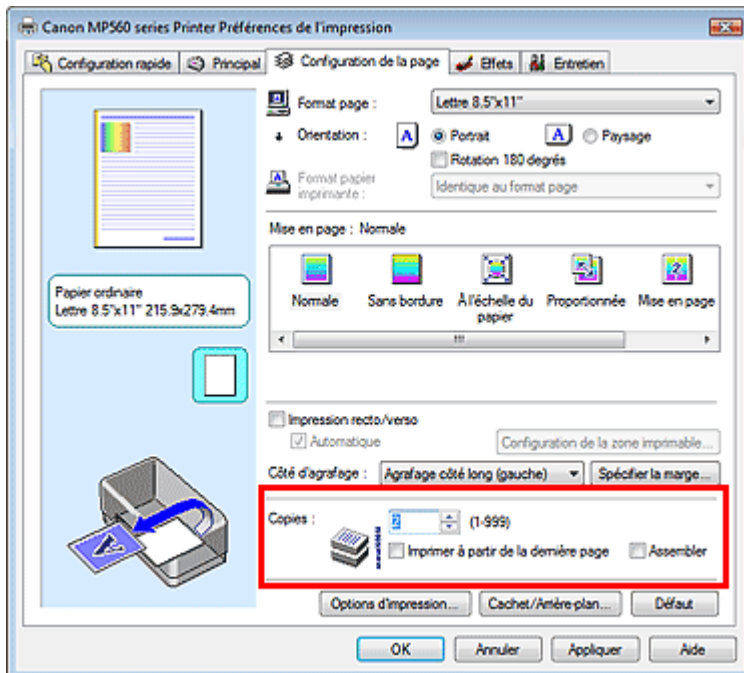 Canon MP560 series Printer Préférences de l'impression
Configuration rapide Principal Configuration de la page Effets Entretien
Format page : Lettre 8.5"x11"
Orientation : A Portrait A Paysage
Rotation 180 degrés
Format papier imprimante : Identique au format page
Mise en page : Normale
Normale Sans bordure À l'échelle du papier Proportionnée Mise en page
Papier ordinaire
Lettre 8.5"x11" 215.9x279.4mm
Impression recto/verso
Automatique Configuration de la zone imprimable...
Côté d'agrafage : Agrafage côté long (gauche) Spécifier la marge...
Copies : 2 (1-999)
Imprimer à partir de la dernière page Assembler
Options d'impression... Cachet/Arrière-plan... Défaut
OK Annuler Appliquer Aide